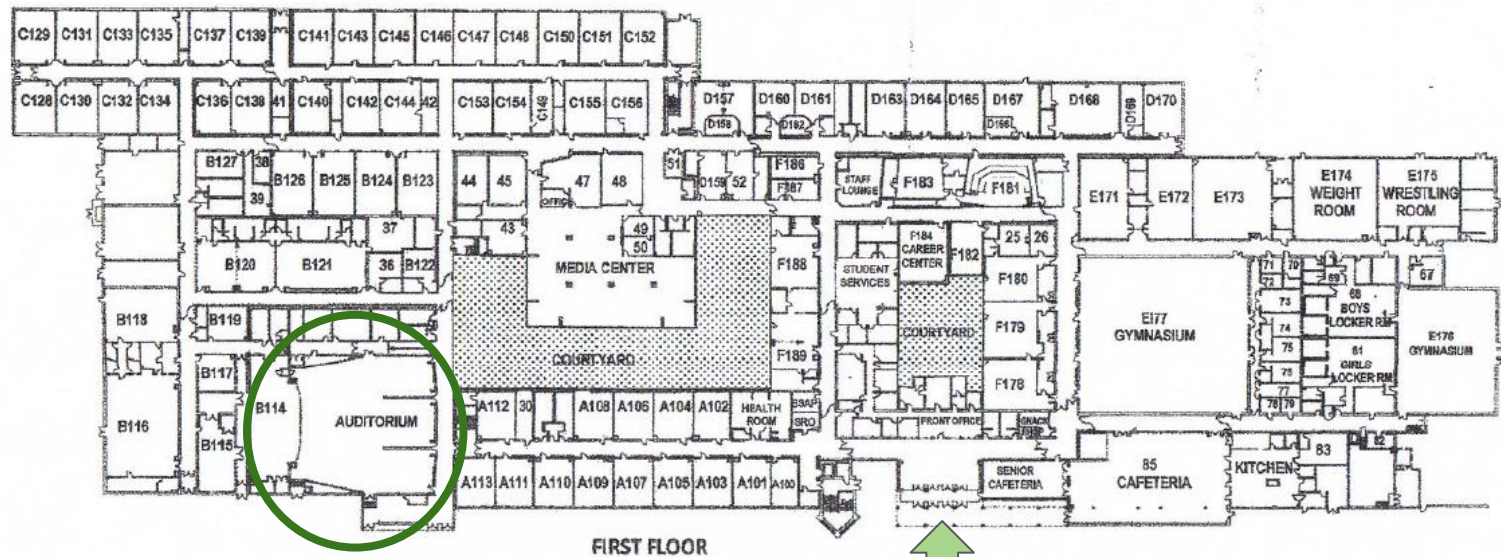 C129 C131 C133 C135 C137 C139 C141 C143 C145 C146 C147 C148 C150 C151 C152
C128 C130 C132 C134 C136 C138 41 C140 C142 C144 42 C153 C154 C149 C155 C156
D157 D160 D161 D163 D164 D165 D167 D168 D169 D170
D158 D162 D166
B127 38 B126 B125 B124 B123 44 45 47 48 51 D159 52 F186
39 OFFICE F187
STAFF
LOUNGE
F183 F181
E171 E172 E173
E174
WEIGHT
ROOM
E175
WRESTLING
ROOM
37 43 49
50
B120 B121 36 B122
MEDIA CENTER
F188
STUDENT
SERVICES
F184
CAREER
CENTER
F182 25 26
F180
71 70
72
69
67
68
BOYS
LOCKER RM
73
74
75
61
GIRLS
LOCKER RM
77
78 79
E177
GYMNASIUM
E176
GYMNASIUM
B118 B119
COURTYARD
COURTYARD
F179
F189
F178
B117
B114
AUDITORIUM
B116
B115
A112 30 A108 A106 A104 A102
HEALTH
ROOM
SRO
FRONT OFFICE
A113 A111 A110 A109 A107 A105 A103 A101 A100
SENIOR
CAFETERIA
85
CAFETERIA
KITCHEN
83
82
FIRST FLOOR